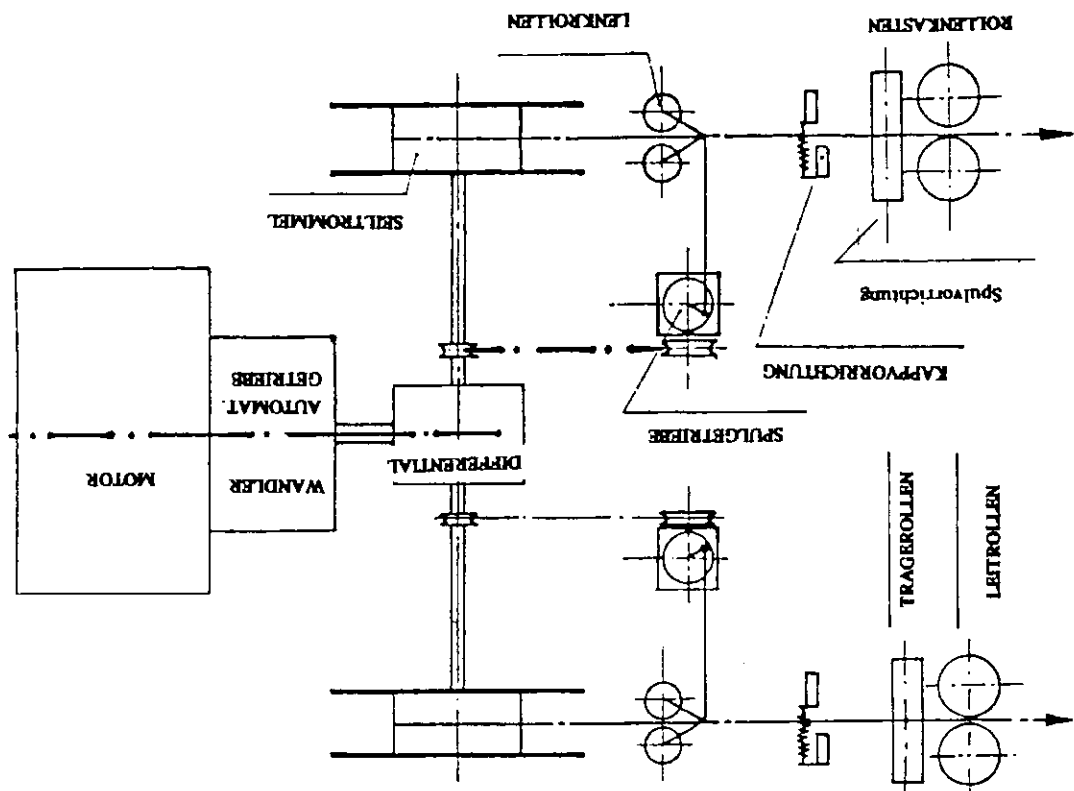 LEITROLLEN
TRAGEROLLEN
DIFFERENTIAL
WANDLER
MOTOR
SPULGETRIEBE
AUTOMAT.
GETRIEBE
KAPPVORRICHTUNG
Spulvorrichtung
SEILTROMMEL
ROLLENKASTEN
LENKROLLEN